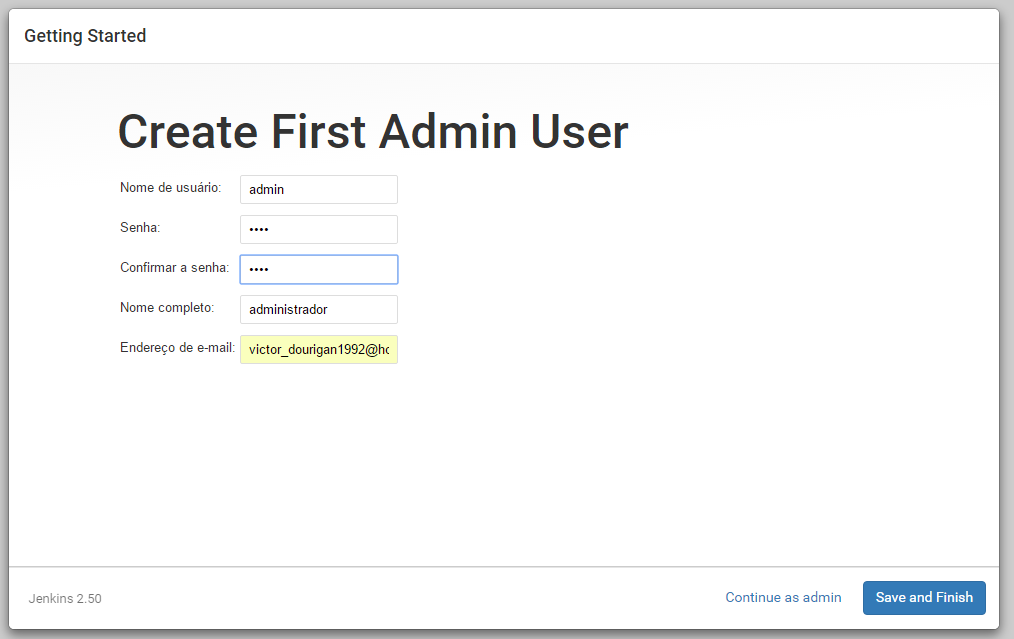 Getting Started
Create First Admin User
Nome de usuário: admin
Senha: ••••
Confirmar a senha: ••••
Nome completo: administrador
Endereço de e-mail: victor_dourigan1992@hc
Jenkins 2.50 Continue as admin Save and Finish